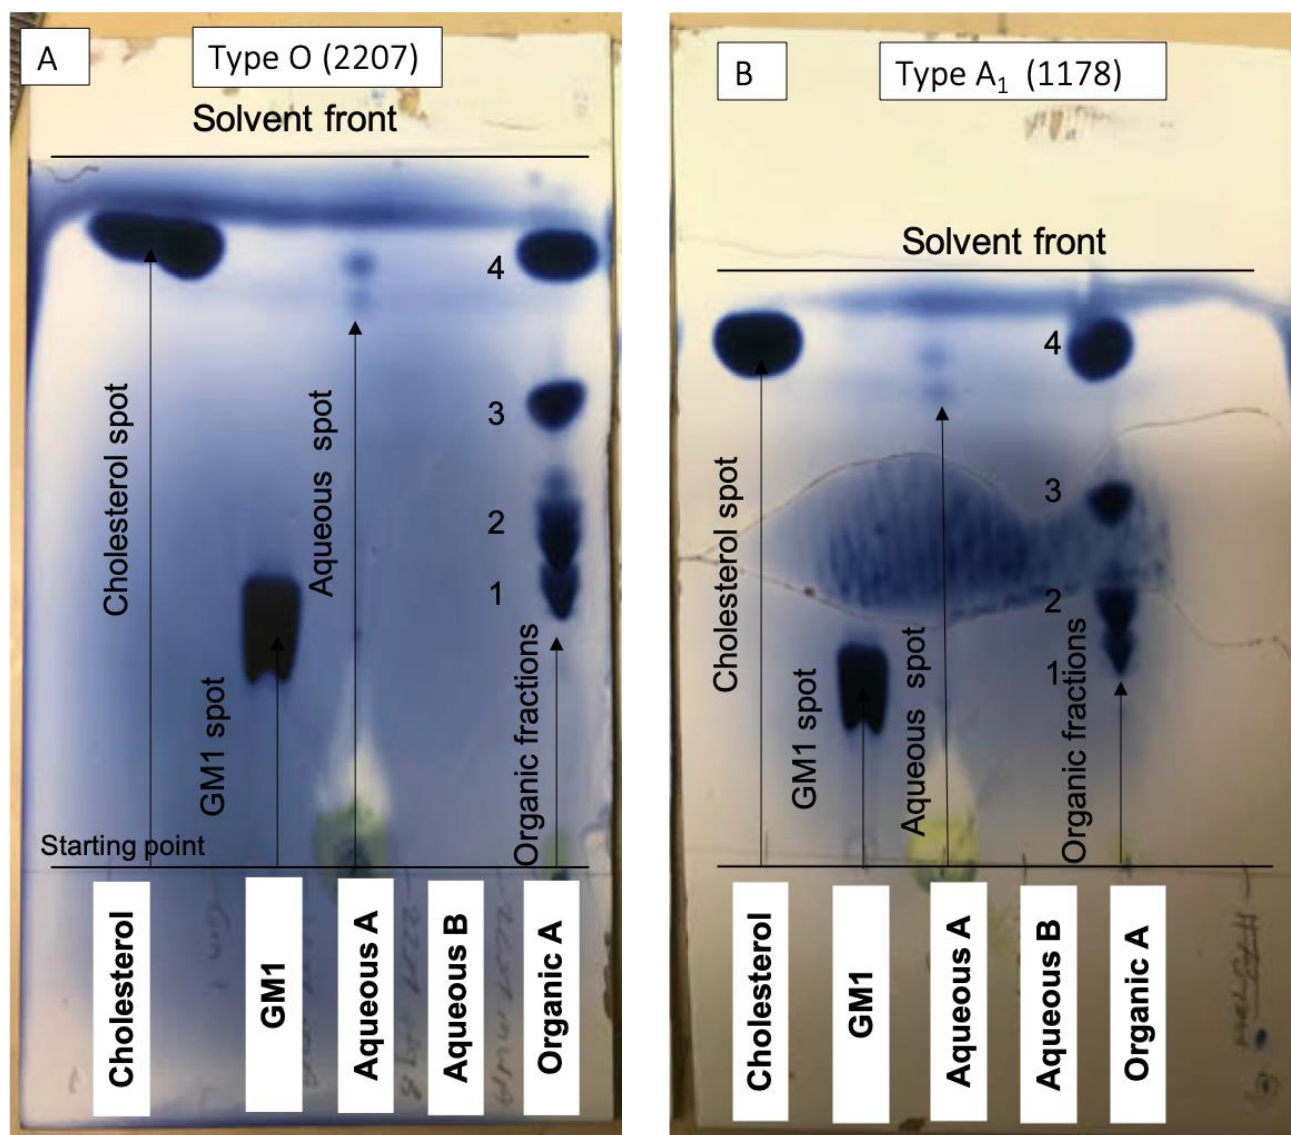 A
Type O (2207)
Solvent front
4
3
2
1
Cholesterol spot
GM1 spot
Aqueous spot
Organic fractions
Starting point
Cholesterol
GM1
Aqueous A
Aqueous B
Organic A
B
Type A₁ (1178)
Solvent front
4
3
2
1
Cholesterol spot
GM1 spot
Aqueous spot
Organic fractions
Cholesterol
GM1
Aqueous A
Aqueous B
Organic A